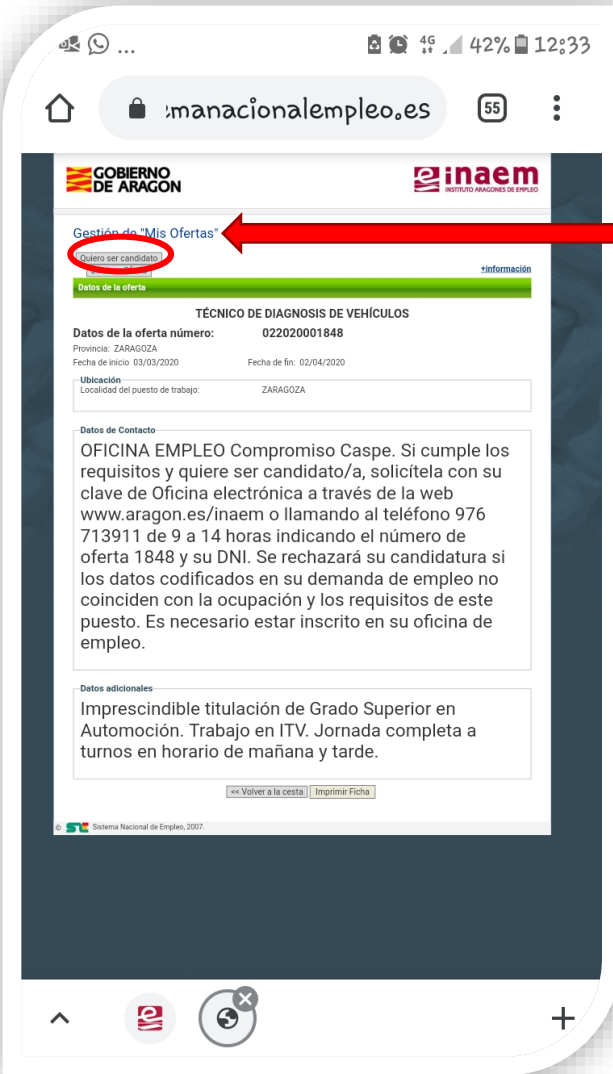 ... 4G 42% 12:33
:manacionalempleo.es 55
GOBIERNO
DE ARAGON
inaem
INSTITUTO ARAGONES DE EMPLEO
Gestión de "Mis Ofertas"
Quiero ser candidato
+información
Datos de la oferta
TÉCNICO DE DIAGNOSIS DE VEHÍCULOS
Datos de la oferta número: 022020001848
Provincia: ZARAGOZA
Fecha de inicio 03/03/2020 Fecha de fin: 02/04/2020
Ubicación
Localidad del puesto de trabajo: ZARAGOZA
Datos de Contacto
OFICINA EMPLEO Compromiso Caspe. Si cumple los
requisitos y quiere ser candidato/a, solicítela con su
clave de Oficina electrónica a través de la web
www.aragon.es/inaem o llamando al teléfono 976
713911 de 9 a 14 horas indicando el número de
oferta 1848 y su DNI. Se rechazará su candidatura si
los datos codificados en su demanda de empleo no
coinciden con la ocupación y los requisitos de este
puesto. Es necesario estar inscrito en su oficina de
empleo.
Datos adicionales
Imprescindible titulación de Grado Superior en
Automoción. Trabajo en ITV. Jornada completa a
turnos en horario de mañana y tarde.
<< Volver a la cesta Imprimir Ficha
© Sistema Nacional de Empleo, 2007.